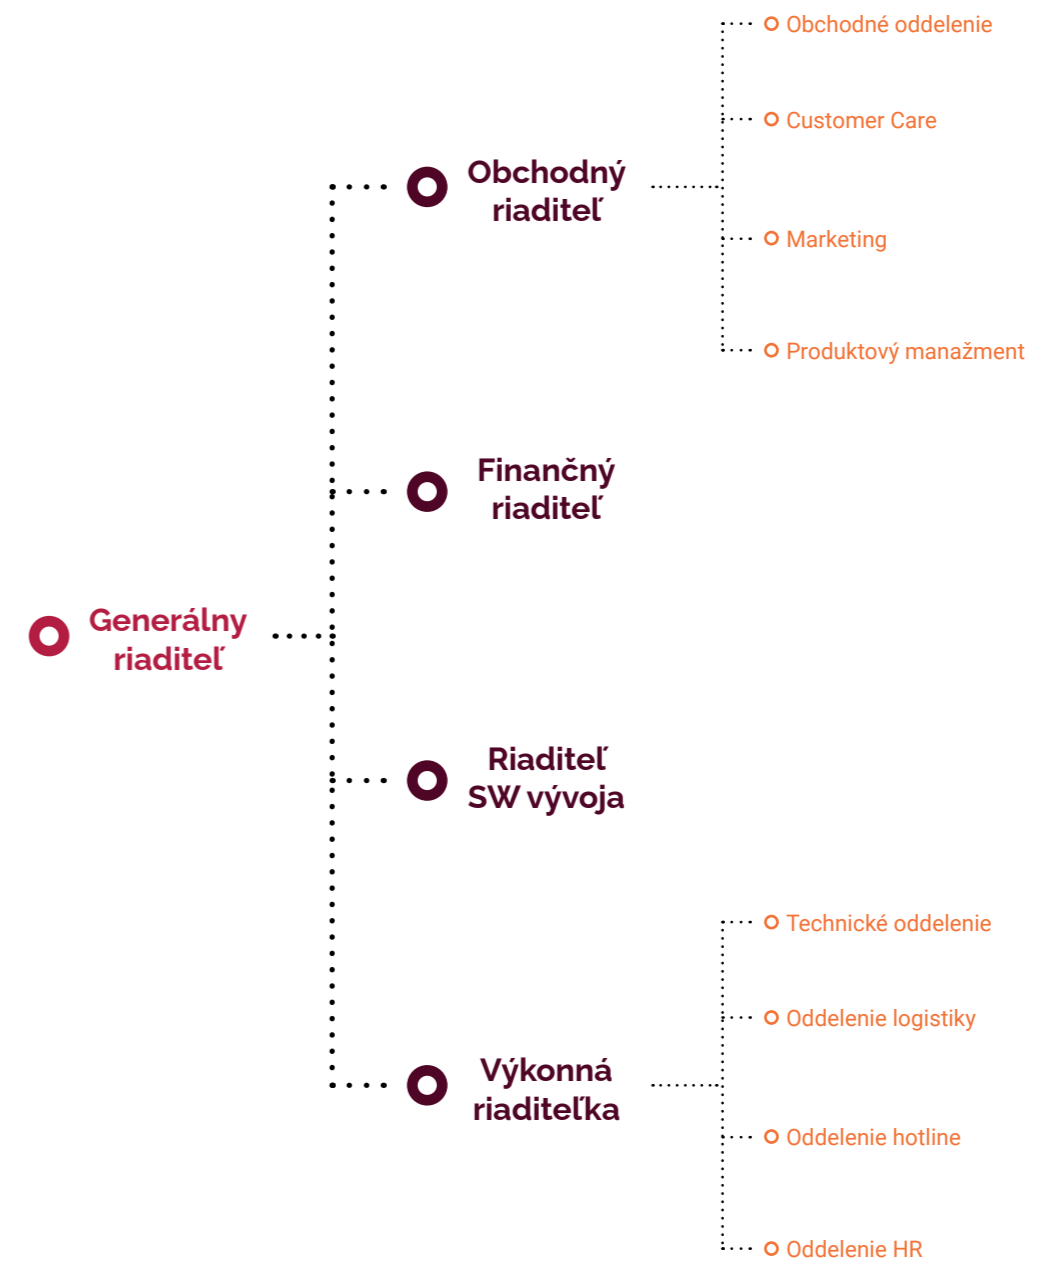 Obchodné oddelenie
Customer Care
Obchodný
riaditeľ
Marketing
Produktový manažment
Finančný
riaditeľ
Generálny
riaditeľ
Riaditeľ
SW vývoja
Technické oddelenie
Oddelenie logistiky
Výkonná
riaditeľka
Oddelenie hotline
Oddelenie HR